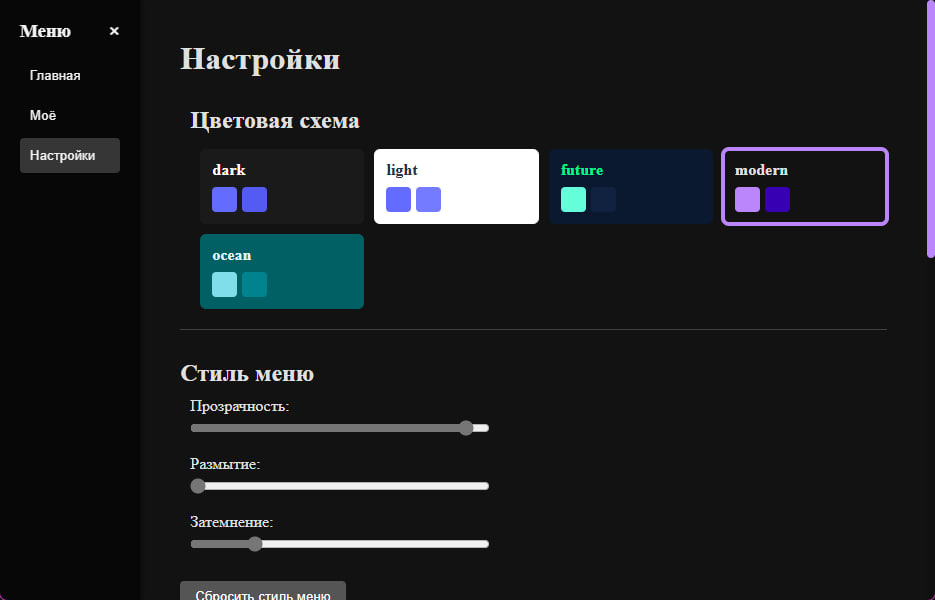 Меню ×
Главная
Моё
Настройки
Настройки
Цветовая схема
dark
light
future
modern
ocean
Стиль меню
Прозрачность:
Размытие:
Затемнение:
Сбросить стиль меню